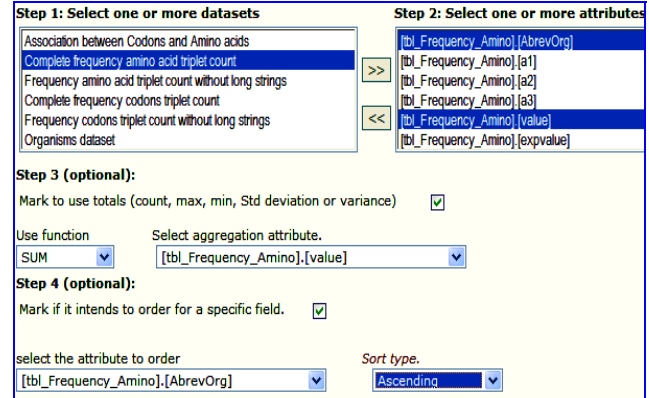 Step 1: Select one or more datasets
Step 2: Select one or more attributes
Association between Codons and Amino acids
Complete frequency amino acid triplet count
Frequency amino acid triplet count without long strings
Complete frequency codons triplet count
Frequency codons triplet count without long strings
Organisms dataset
>>
<<
[tbl_Frequency_Amino].[AbrevOrg]
[tbl_Frequency_Amino].[a1]
[tbl_Frequency_Amino].[a2]
[tbl_Frequency_Amino].[a3]
[tbl_Frequency_Amino].[value]
[tbl_Frequency_Amino].[expvalue]
Step 3 (optional):
Mark to use totals (count, max, min, Std deviation or variance)
Use function
Select aggregation attribute.
SUM
[tbl_Frequency_Amino].[value]
Step 4 (optional):
Mark if it intends to order for a specific field.
select the attribute to order
Sort type.
[tbl_Frequency_Amino].[AbrevOrg]
Ascending